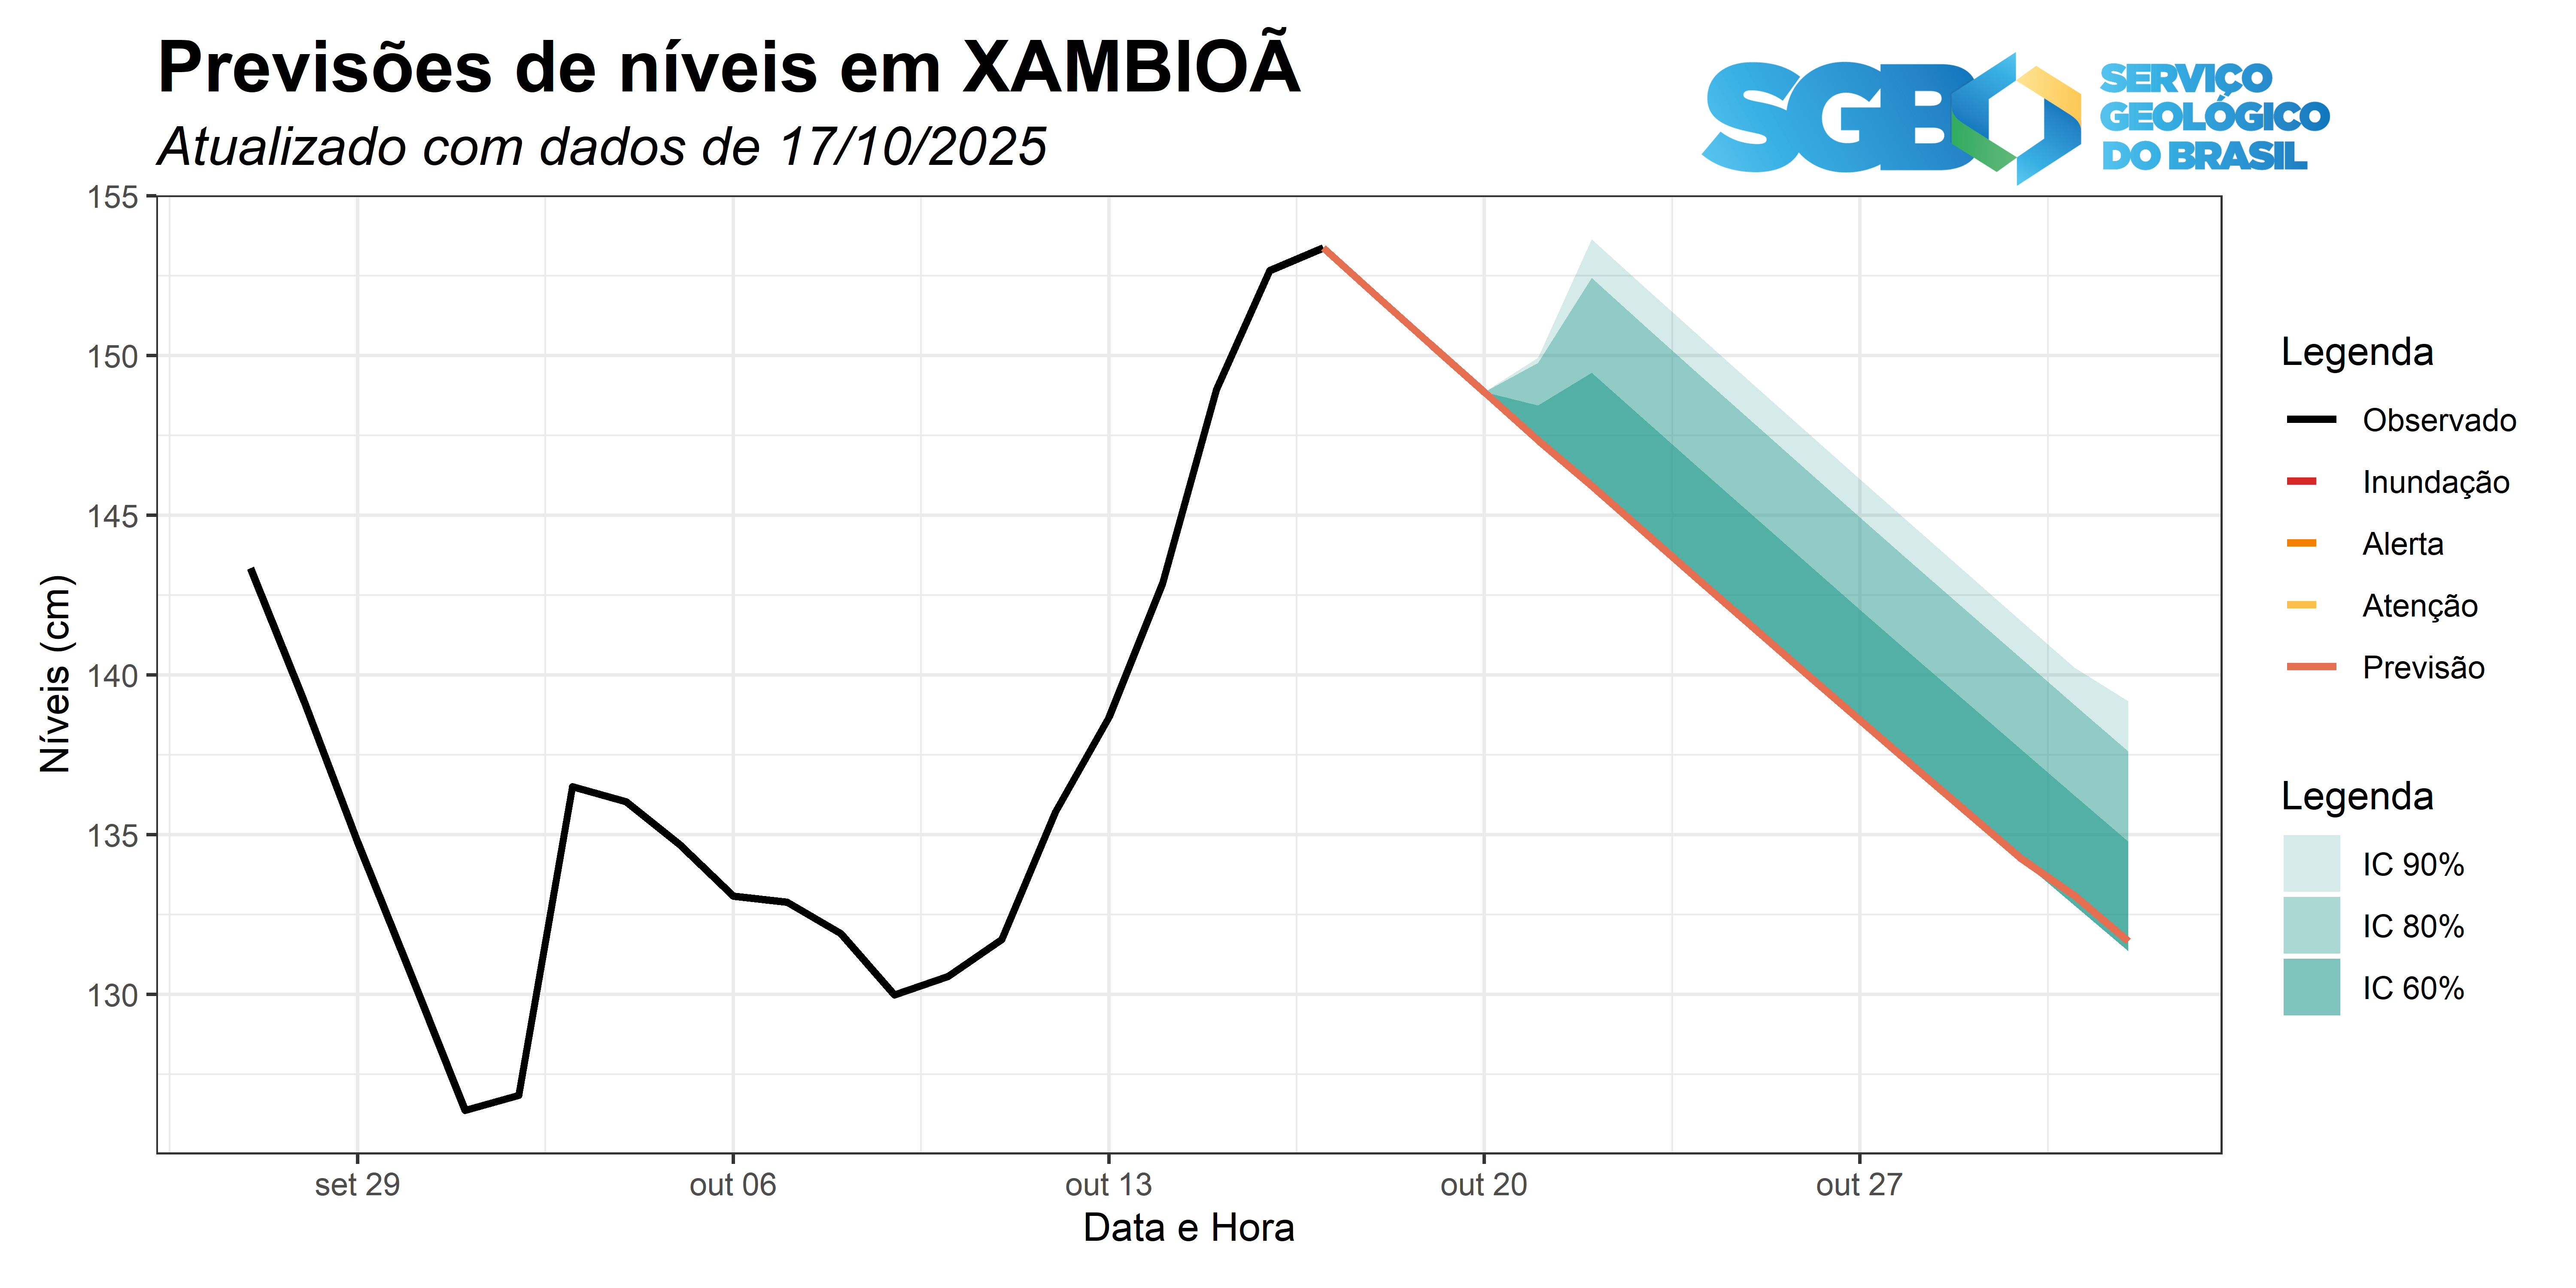 Previsões de níveis em XAMBIOÃ
Atualizado com dados de 17/10/2025
SGB
SERVIÇO
GEOLÓGICO
DO BRASIL
155
150
145
140
135
130
Níveis (cm)
set 29
out 06
out 13
out 20
out 27
Data e Hora
Legenda
Observado
Inundação
Alerta
Atenção
Previsão
Legenda
IC 90%
IC 80%
IC 60%